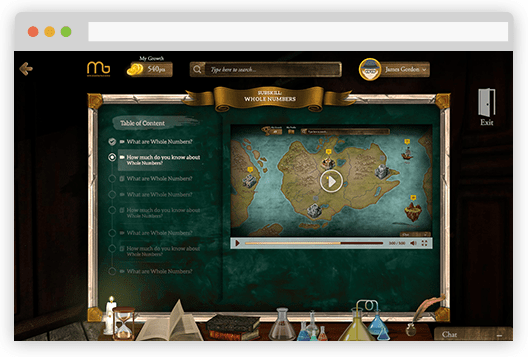 My Growth
540pts
Type here to search...
James Gordon
SUBSKILL
WHOLE NUMBERS
Exit
Table of Content
What are Whole Numbers?
How much do you know about
Whole Numbers?
What are Whole Numbers?
What are Whole Numbers?
How much do you know about
Whole Numbers?
What are Whole Numbers?
How much do you know about
Whole Numbers?
What are Whole Numbers?
Chat